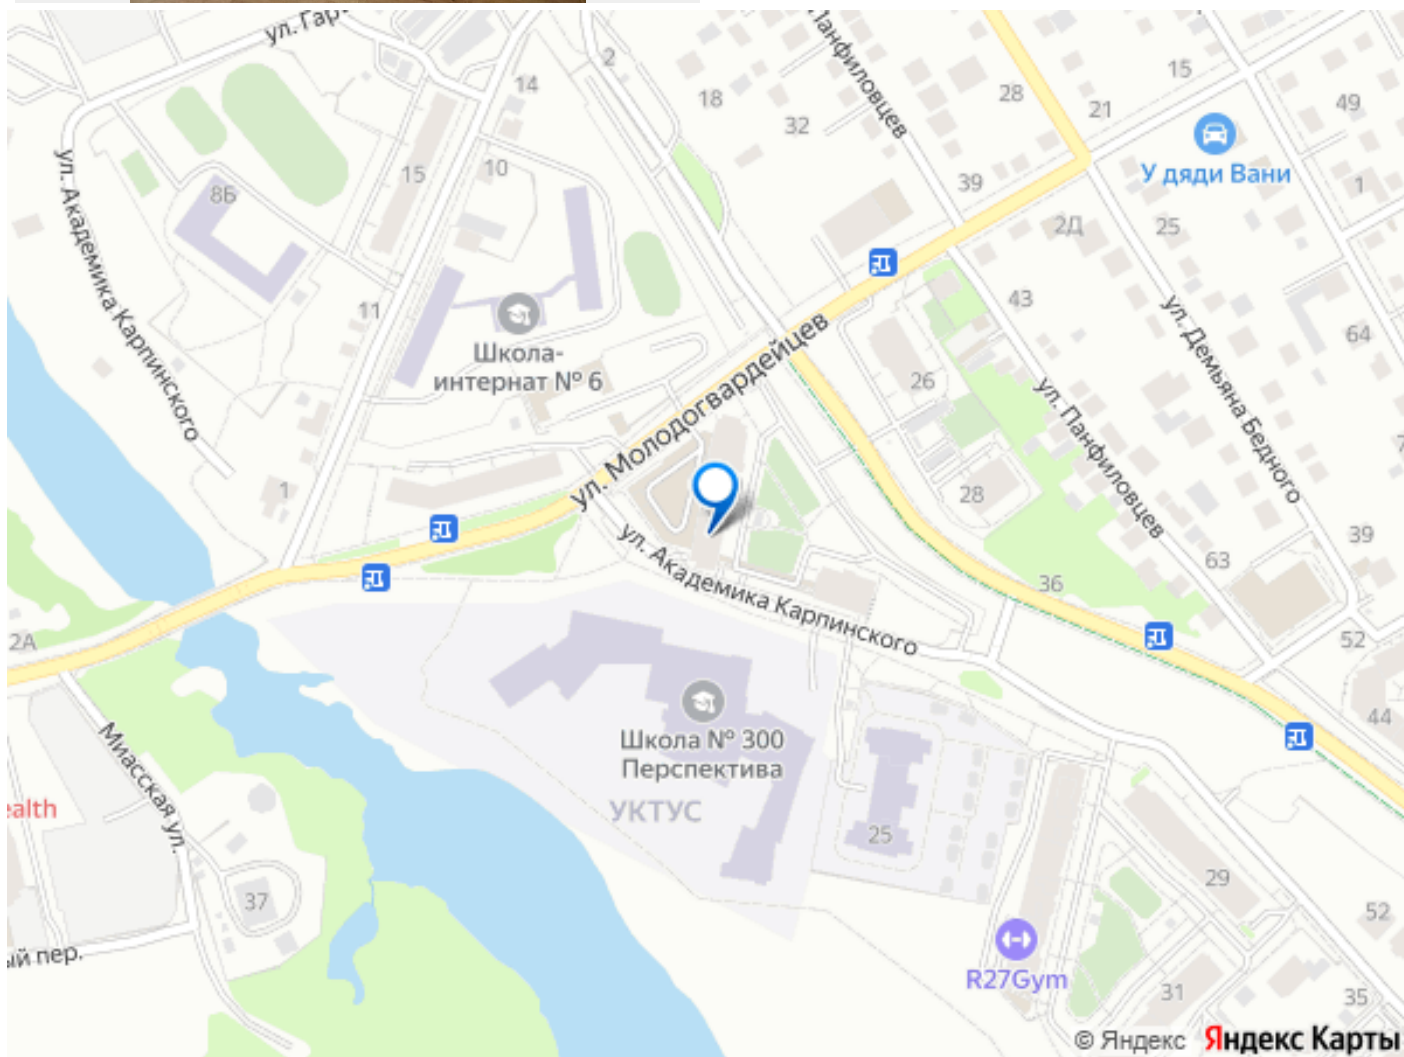 ул. Гар
2
14
18
32
Панфиловцев
28
21
15
49
У дяди Вани
1
ул. Академика Карпинского
8Б
15
10
39
2Д
25
11
Школа-
интернат № 6
43
ул. Демьяна Бедного
64
ул. Молодогвардейцев
26
ул. Панфиловцев
1
28
39
ул. Академика Карпинского
36
63
2А
52
Школа № 300
Перспектива
44
Миасская ул.
ealth
УКТУС
25
29
37
52
ый пер.
R27Gym
31
35
© Яндекс Яндекс Карты